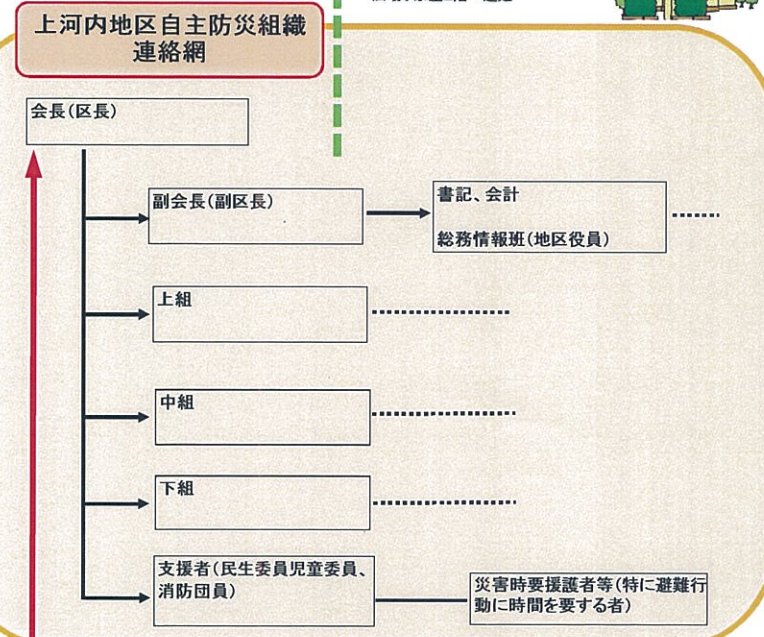 上河内地区自主防災組織
連絡網
会長(区長)
副会長(副区長)
書記、会計
総務情報班(地区役員)
上組
中組
下組
支援者(民生委員児童委員、
消防団員)
災害時要援護者等(特に避難行
動に時間を要する者)